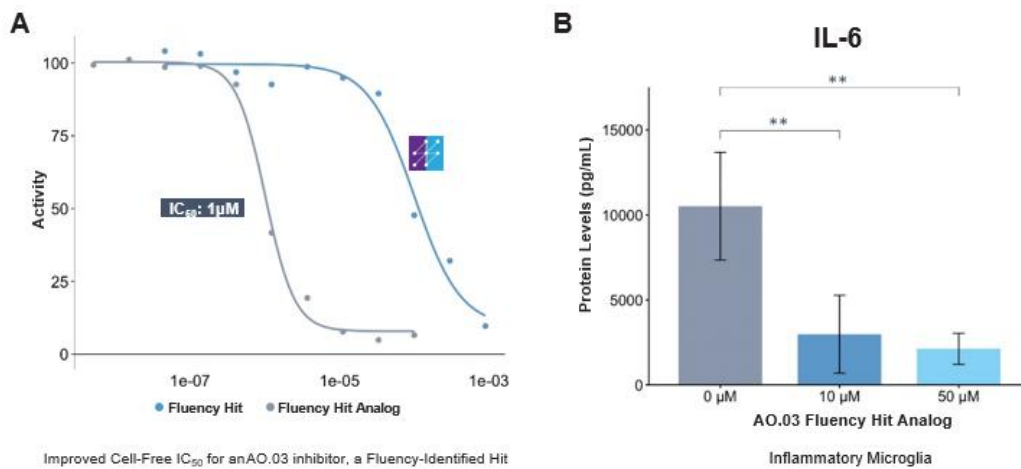 A
100
75
50
25
0
Activity
IC50: 1µM
1e-07
1e-05
1e-03
Fluency Hit
Fluency Hit Analog
Improved Cell-Free IC50 for anAO.03 inhibitor, a Fluency-Identified Hit
B
IL-6
**
**
15000
10000
5000
0
Protein Levels (pg/mL)
0 µM
10 µM
50 µM
AO.03 Fluency Hit Analog
Inflammatory Microglia